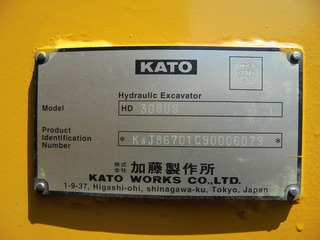 KATO
Hydraulic Excavator
Model HD 308US
Product
Identification
Number * KWJ86701C90006079 *
株式会社 加藤製作所
KATO WORKS CO.,LTD.
1-9-37, Higashi-ohi, shinagawa-ku, Tokyo, Japan